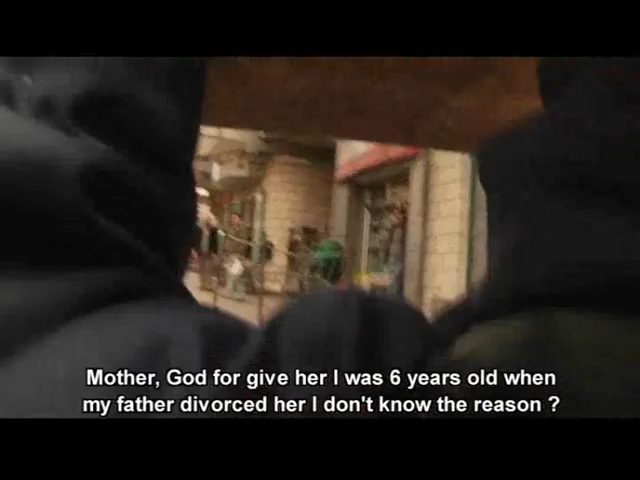 Mother, God for give her I was 6 years old when
my father divorced her I don't know the reason ?